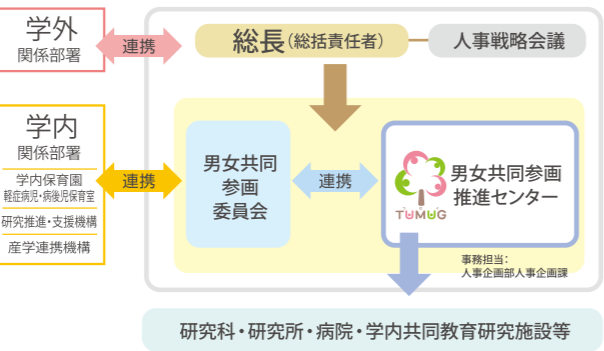 学外
関係部署
連携
総長(総括責任者)
人事戦略会議
学内
関係部署
学内保育園
軽症病児・病後児保育室
研究推進・支援機構
産学連携機構
連携
男女共同
参画
委員会
連携
TUMUG
男女共同参画
推進センター
事務担当:
人事企画部人事企画課
研究科・研究所・病院・学内共同教育研究施設等